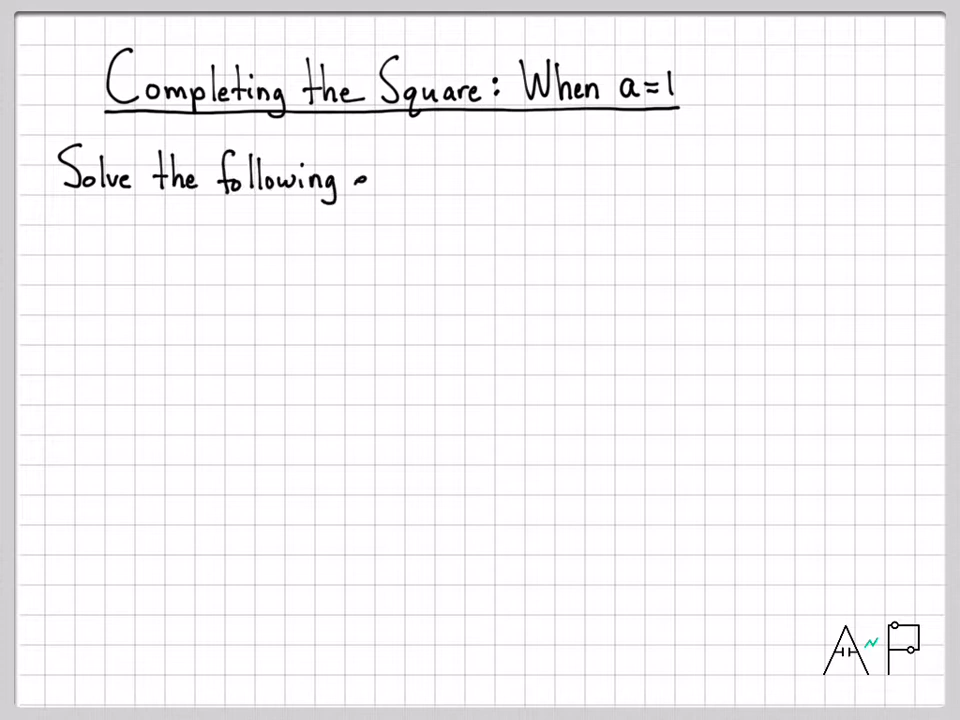 Completing the Square: When a=1
Solve the following
A P